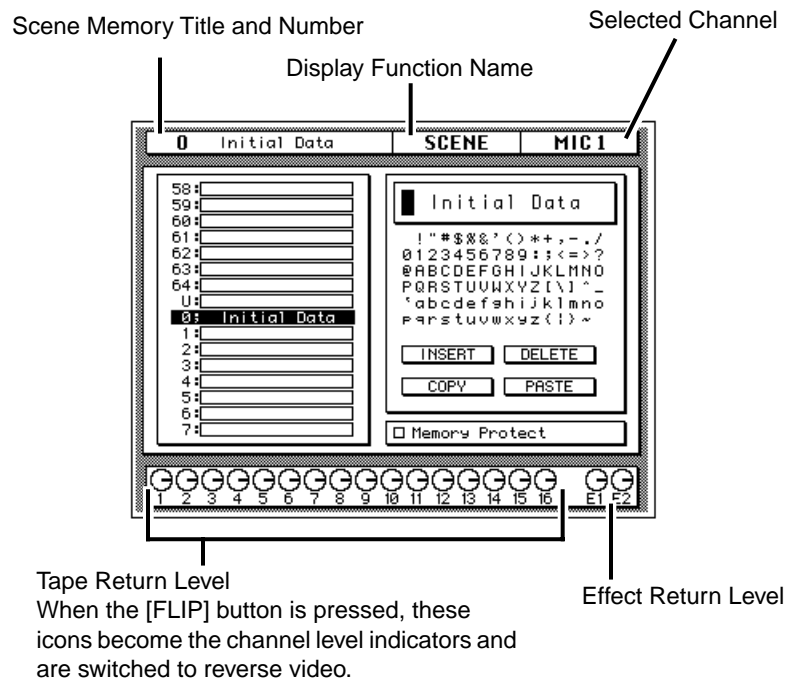 Scene Memory Title and Number
Selected Channel
Display Function Name
0 Initial Data SCENE MIC 1
58:
59:
60:
61:
62:
63:
64:
U:
0; Initial Data
1:
2:
3:
4:
5:
6:
7:
Initial Data
!"#$%&'()*+,-./
0123456789:;<=>?
@ABCDEFGHIJKLMNO
PQRSTUVWXYZ[\]^_
'abcdefghijklmno
pqrstuvwxyz{|}~
INSERT DELETE
COPY PASTE
Memory Protect
1 2 3 4 5 6 7 8 9 10 11 12 13 14 15 16 E1 E2
Tape Return Level
When the [FLIP] button is pressed, these
icons become the channel level indicators and
are switched to reverse video.
Effect Return Level